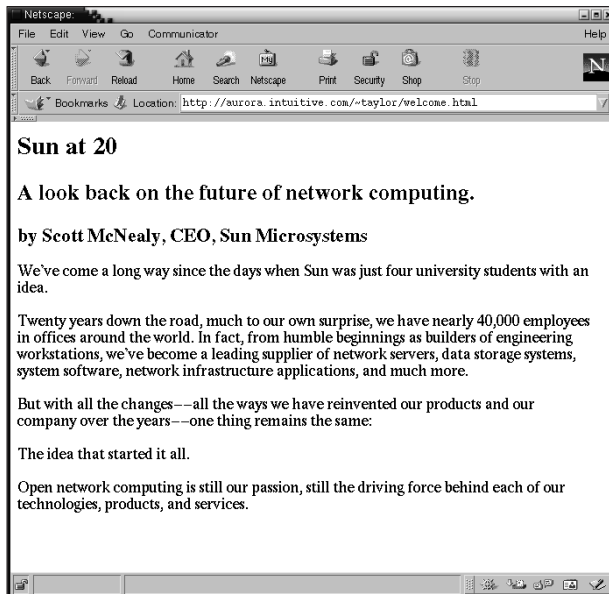 Netscape:
File Edit View Go Communicator Help
Back Forward Reload Home Search Netscape Print Security Shop Stop
My
N
Bookmarks Location: http://aurora.intuitive.com/~taylor/welcome.html
Sun at 20
A look back on the future of network computing.
by Scott McNealy, CEO, Sun Microsystems
We've come a long way since the days when Sun was just four university students with an
idea.
Twenty years down the road, much to our own surprise, we have nearly 40,000 employees
in offices around the world. In fact, from humble beginnings as builders of engineering
workstations, we've become a leading supplier of network servers, data storage systems,
system software, network infrastructure applications, and much more.
But with all the changes--all the ways we have reinvented our products and our
company over the years--one thing remains the same:
The idea that started it all.
Open network computing is still our passion, still the driving force behind each of our
technologies, products, and services.